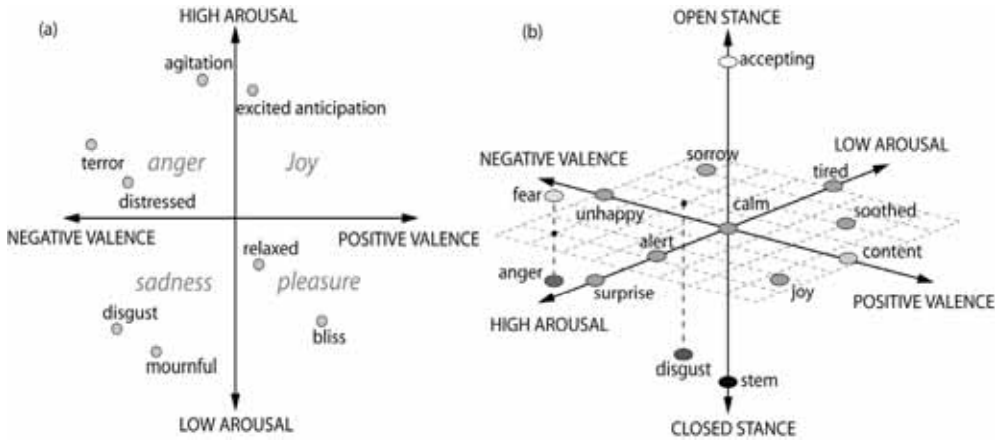 (a)
HIGH AROUSAL
agitation
excited anticipation
terror
anger
Joy
distressed
NEGATIVE VALENCE
POSITIVE VALENCE
relaxed
sadness
pleasure
disgust
bliss
mournful
LOW AROUSAL
(b)
OPEN STANCE
accepting
NEGATIVE VALENCE
sorrow
LOW AROUSAL
tired
fear
unhappy
calm
soothed
alert
content
anger
surprise
joy
POSITIVE VALENCE
HIGH AROUSAL
disgust
stem
CLOSED STANCE